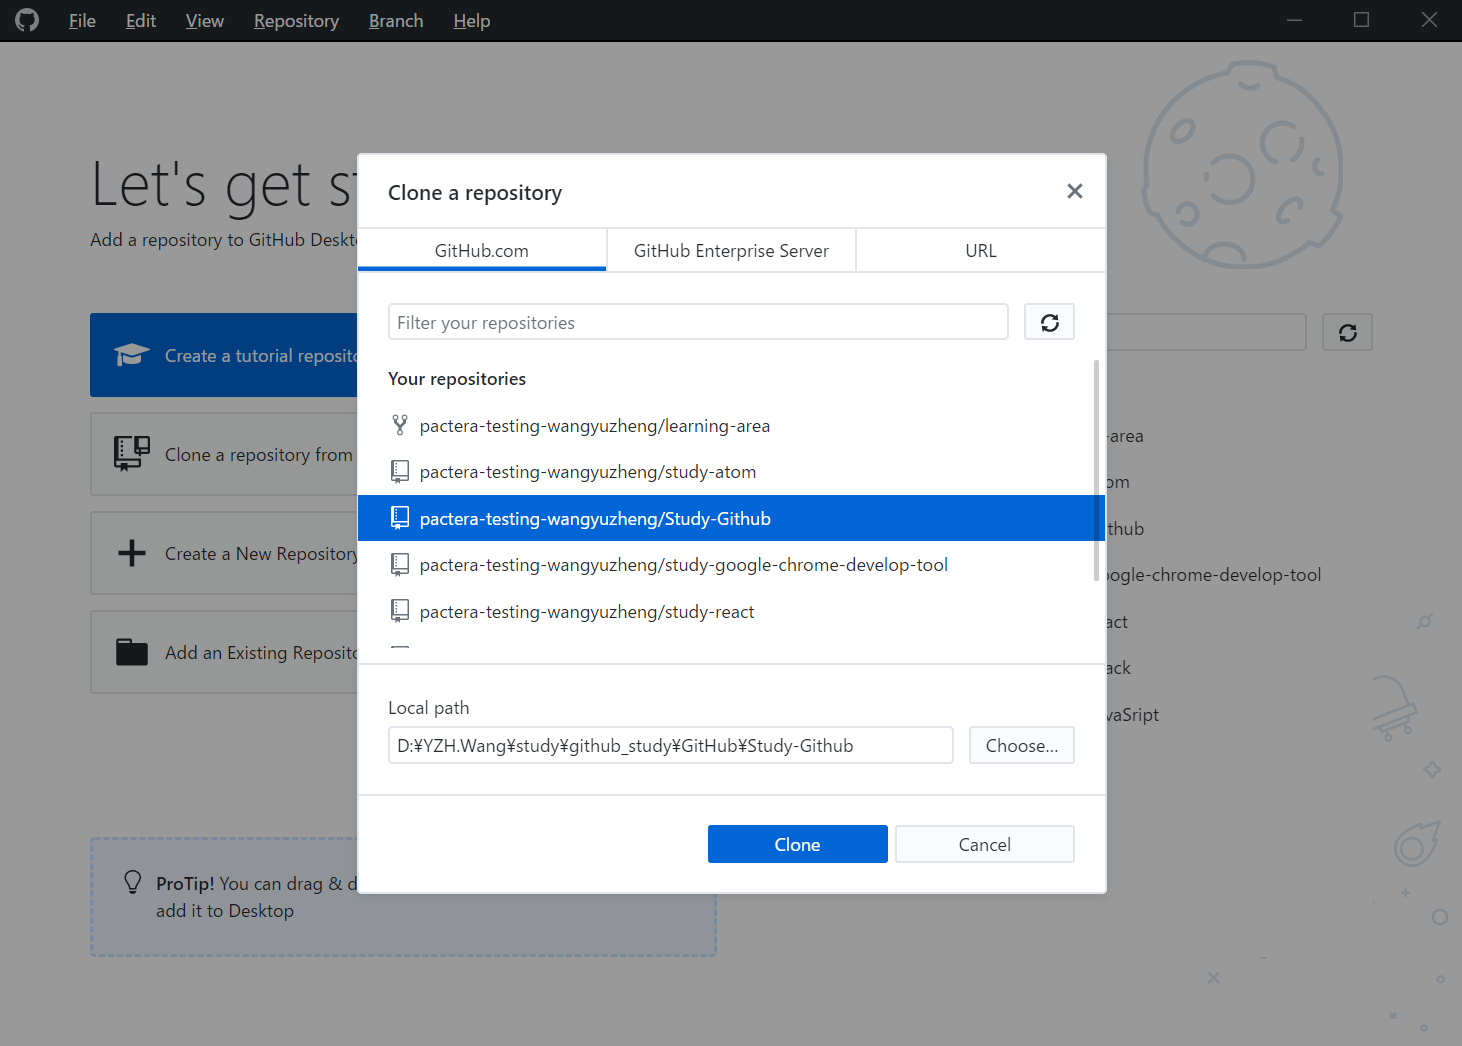 File Edit View Repository Branch Help
Let's get
Add a repository to GitHub
Create a tutorial
Clone a repository from
Create a New Repository
Add an Existing
ProTip! You can drag &
add it to Desktop
Clone a repository
GitHub.com GitHub Enterprise Server URL
Filter your repositories
Your repositories
pactera-testing-wangyuzheng/learning-area
pactera-testing-wangyuzheng/study-atom
pactera-testing-wangyuzheng/Study-Github
pactera-testing-wangyuzheng/study-google-chrome-develop-tool
pactera-testing-wangyuzheng/study-react
Local path
D:¥YZH.Wang¥study¥github_study¥GitHub¥Study-Github
Choose...
Clone Cancel
-area
om
thub
oogle-chrome-develop-tool
act
ack
vaSript